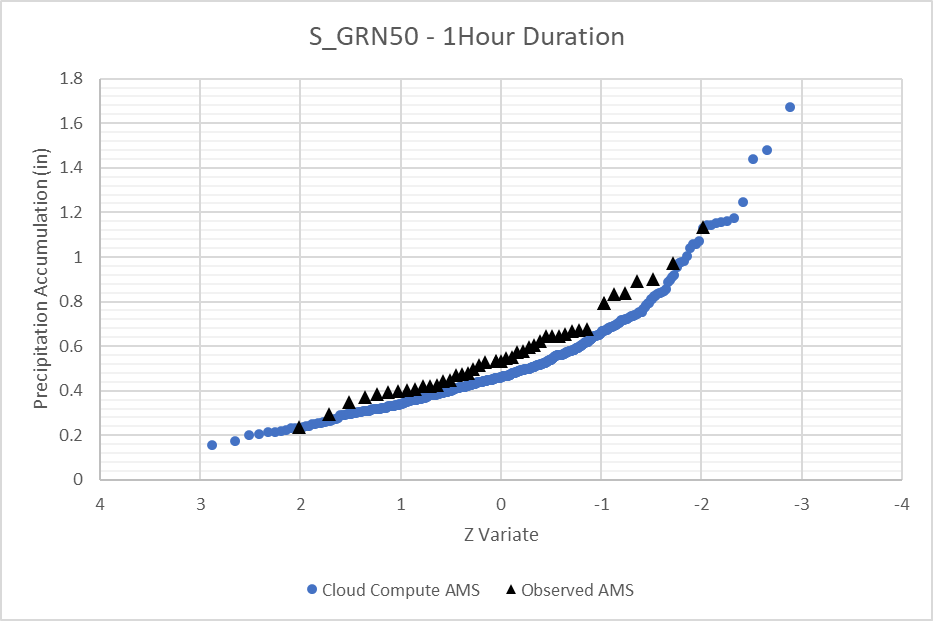 S_GRN50 - 1Hour Duration
1.8
1.6
1.4
1.2
1
0.8
0.6
0.4
0.2
0
Precipitation Accumulation (in)
4 3 2 1 0 -1 -2 -3 -4
Z Variate
Cloud Compute AMS Observed AMS